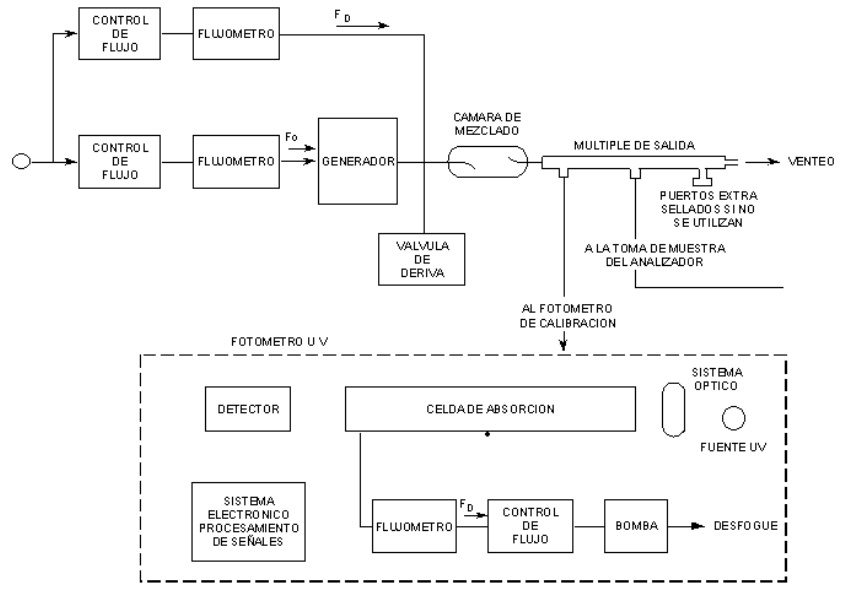 CONTROL
DE
FLUJO
FLUJOMETRO
F D
CONTROL
DE
FLUJO
FLUJOMETRO
Fo
GENERADOR
CAMARA DE
MEZCLADO
MULTIPLE DE SALIDA
VENTEO
PUERTOS EXTRA
SELLADOS SI NO
SE UTILIZAN
VALVULA
DE
DERIVA
A LA TOMA DE MUESTRA
DEL ANALIZADOR
AL FOTOMETRO
DE CALIBRACION
FOTOMETRO U V
DETECTOR
CELDA DE ABSORCION
SISTEMA
OPTICO
FUENTE UV
SISTEMA
ELECTRONICO
PROCESAMIENTO
DE SEÑALES
FLUJOMETRO
F D
CONTROL
DE
FLUJO
BOMBA
DESFOGUE